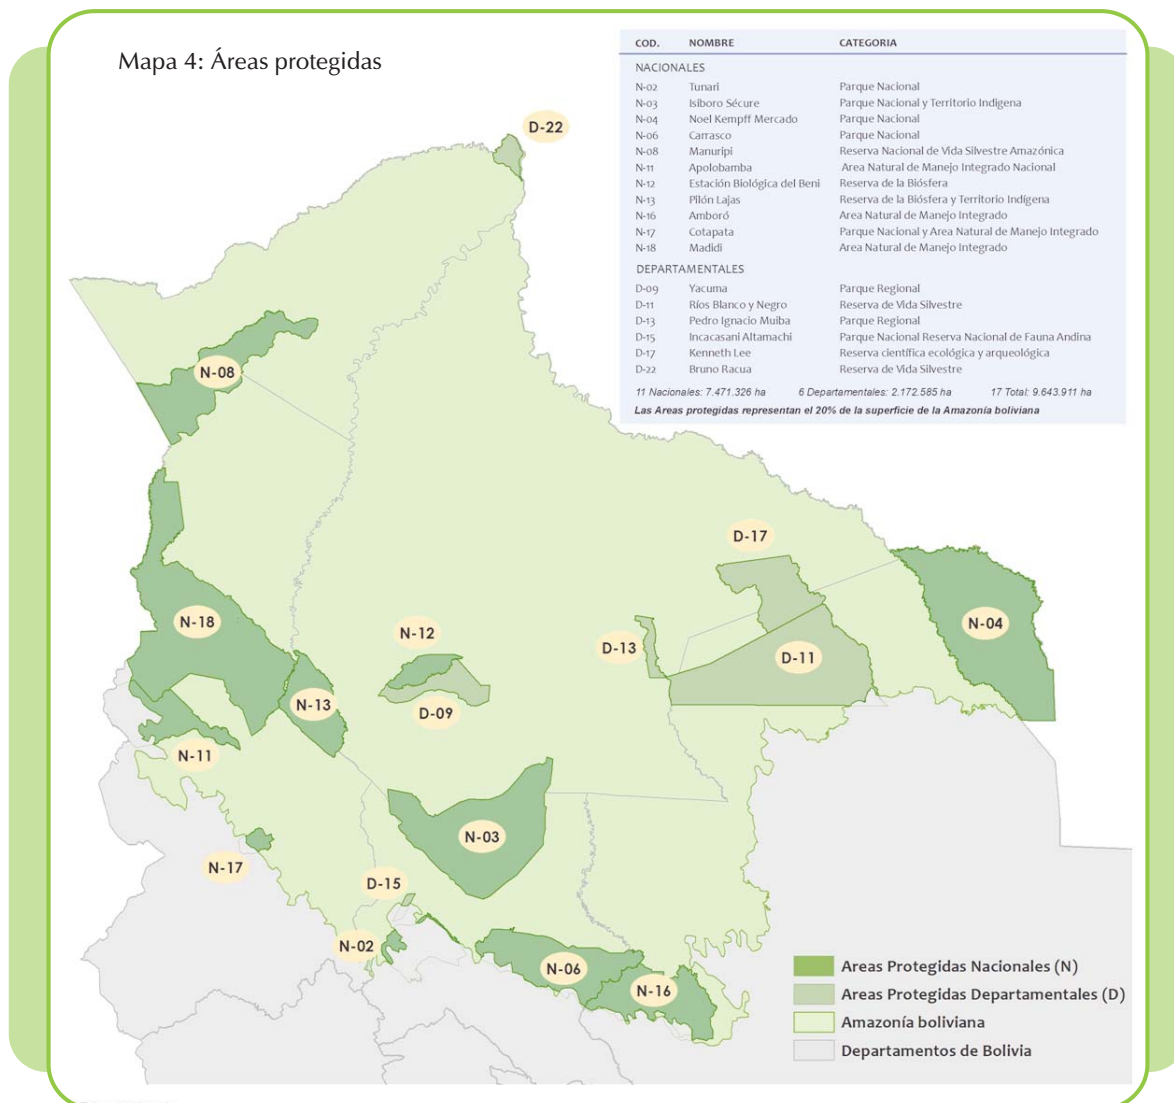 Mapa 4: Áreas protegidas
COD. NOMBRE CATEGORIA
NACIONALES
N-02 Tunari Parque Nacional
N-03 Isiboro Sécure Parque Nacional y Territorio Indigena
N-04 Noel Kempff Mercado Parque Nacional
N-06 Carrasco Parque Nacional
N-08 Manuripi Reserva Nacional de Vida Silvestre Amazónica
N-11 Apolobamba Area Natural de Manejo Integrado Nacional
N-12 Estación Biológica del Beni Reserva de la Biósfera
N-13 Pilón Lajas Reserva de la Biósfera y Territorio Indígena
N-16 Amboró Area Natural de Manejo Integrado
N-17 Cotapata Parque Nacional y Area Natural de Manejo Integrado
N-18 Madidi Area Natural de Manejo Integrado
DEPARTAMENTALES
D-09 Yacuma Parque Regional
D-11 Ríos Blanco y Negro Reserva de Vida Silvestre
D-13 Pedro Ignacio Muiba Parque Regional
D-15 Incacasani Altamachi Parque Nacional Reserva Nacional de Fauna Andina
D-17 Kenneth Lee Reserva científica ecológica y arqueológica
D-22 Bruno Racua Reserva de Vida Silvestre
11 Nacionales: 7.471.326 ha 6 Departamentales: 2.172.585 ha 17 Total: 9.643.911 ha
Las Areas protegidas representan el 20% de la superficie de la Amazonía boliviana
D-22
N-08
D-17
N-18
N-12
D-13
D-11
N-04
N-13
D-09
N-11
N-03
N-17
D-15
N-02
N-06
N-16
Areas Protegidas Nacionales (N)
Areas Protegidas Departamentales (D)
Amazonía boliviana
Departamentos de Bolivia